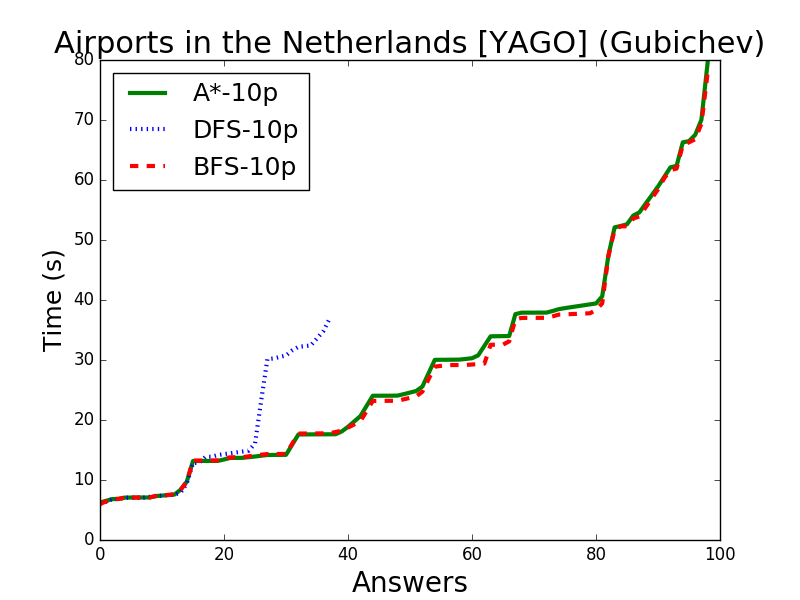 Airports in the Netherlands [YAGO] (Gubichev)
A*-10p
DFS-10p
BFS-10p
Time (s)
80
70
60
50
40
30
20
10
0
0 20 40 60 80 100
Answers